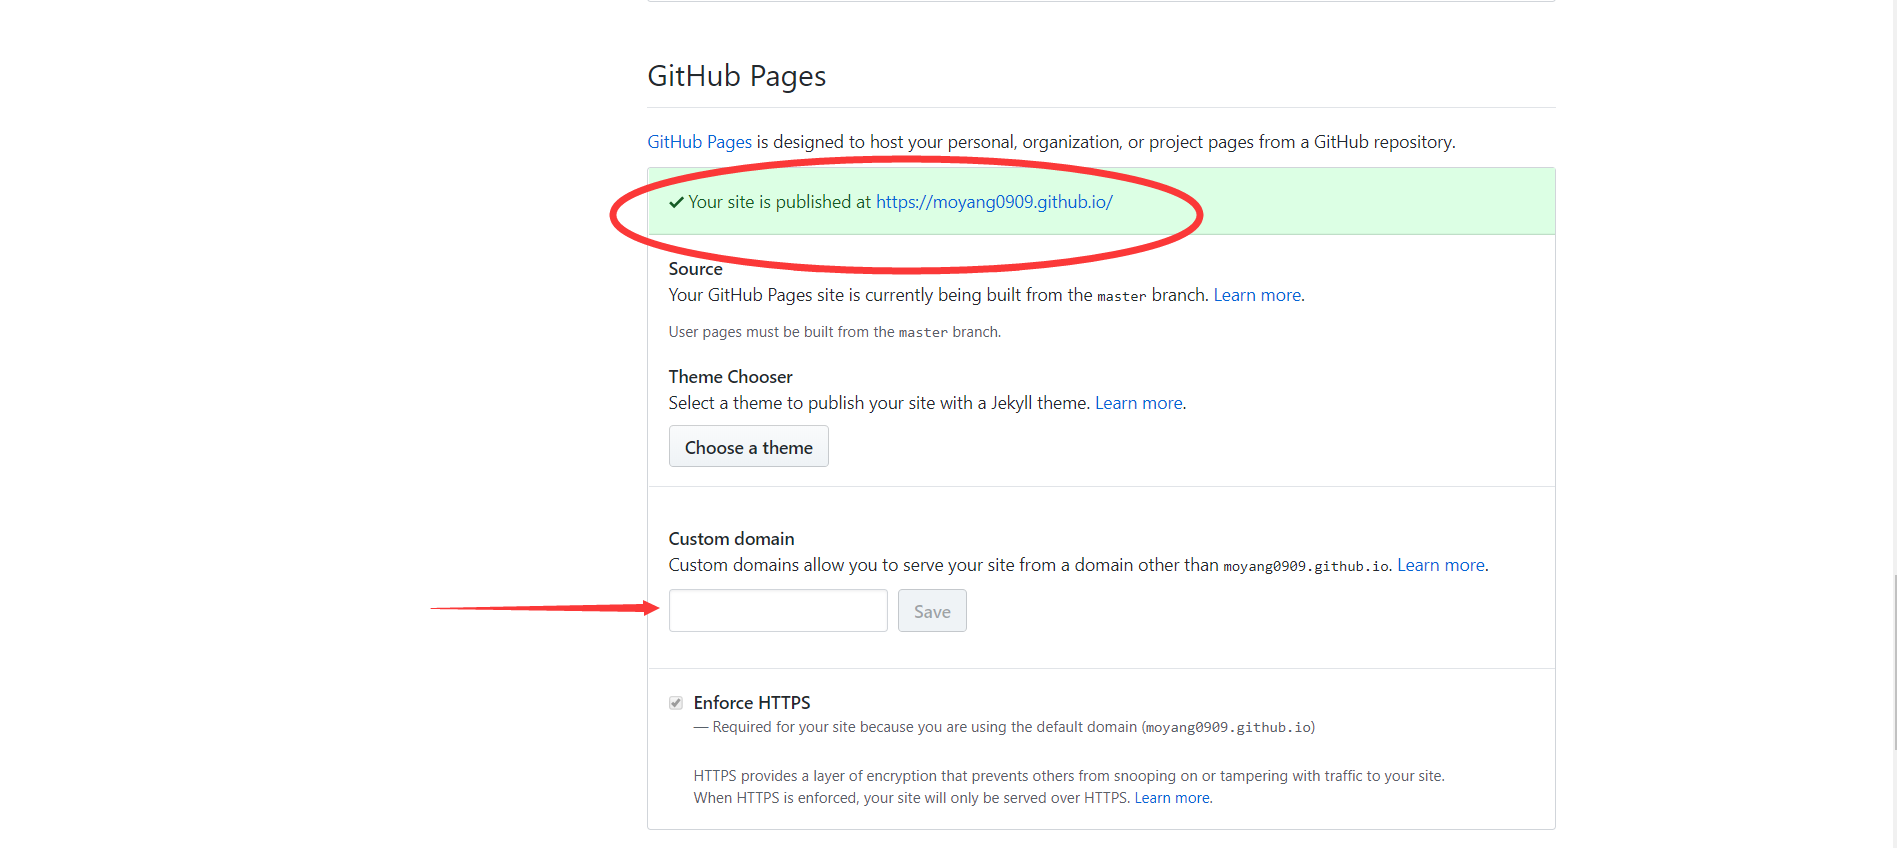 GitHub Pages
GitHub Pages is designed to host your personal, organization, or project pages from a GitHub repository.
Your site is published at https://moyang0909.github.io/
Source
Your GitHub Pages site is currently being built from the master branch. Learn more.
User pages must be built from the master branch.
Theme Chooser
Select a theme to publish your site with a Jekyll theme. Learn more.
Choose a theme
Custom domain
Custom domains allow you to serve your site from a domain other than moyang0909.github.io. Learn more.
Save
Enforce HTTPS
— Required for your site because you are using the default domain (moyang0909.github.io)
HTTPS provides a layer of encryption that prevents others from snooping on or tampering with traffic to your site.
When HTTPS is enforced, your site will only be served over HTTPS. Learn more.